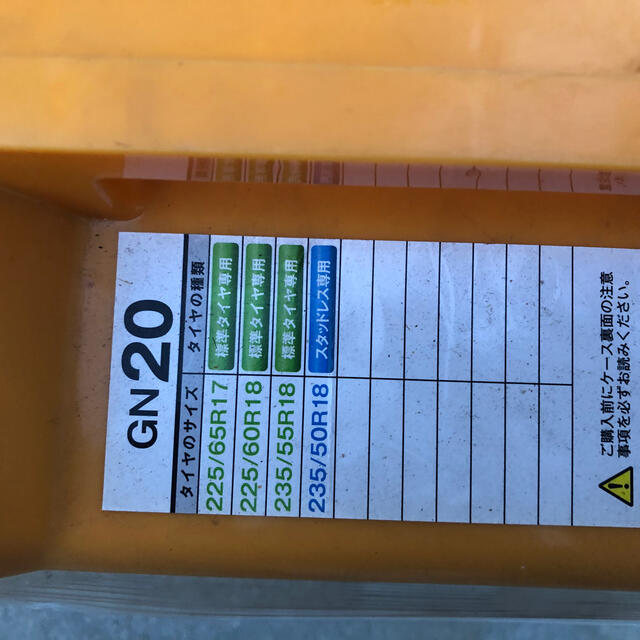 GN20
タイヤのサイズ タイヤの種類
225/65R17 標準タイヤ専用
225/60R18 標準タイヤ専用
235/55R18 標準タイヤ専用
235/50R18 スタッドレス専用
ご購入前にケース裏面の注意
事項を必ずお読みください。